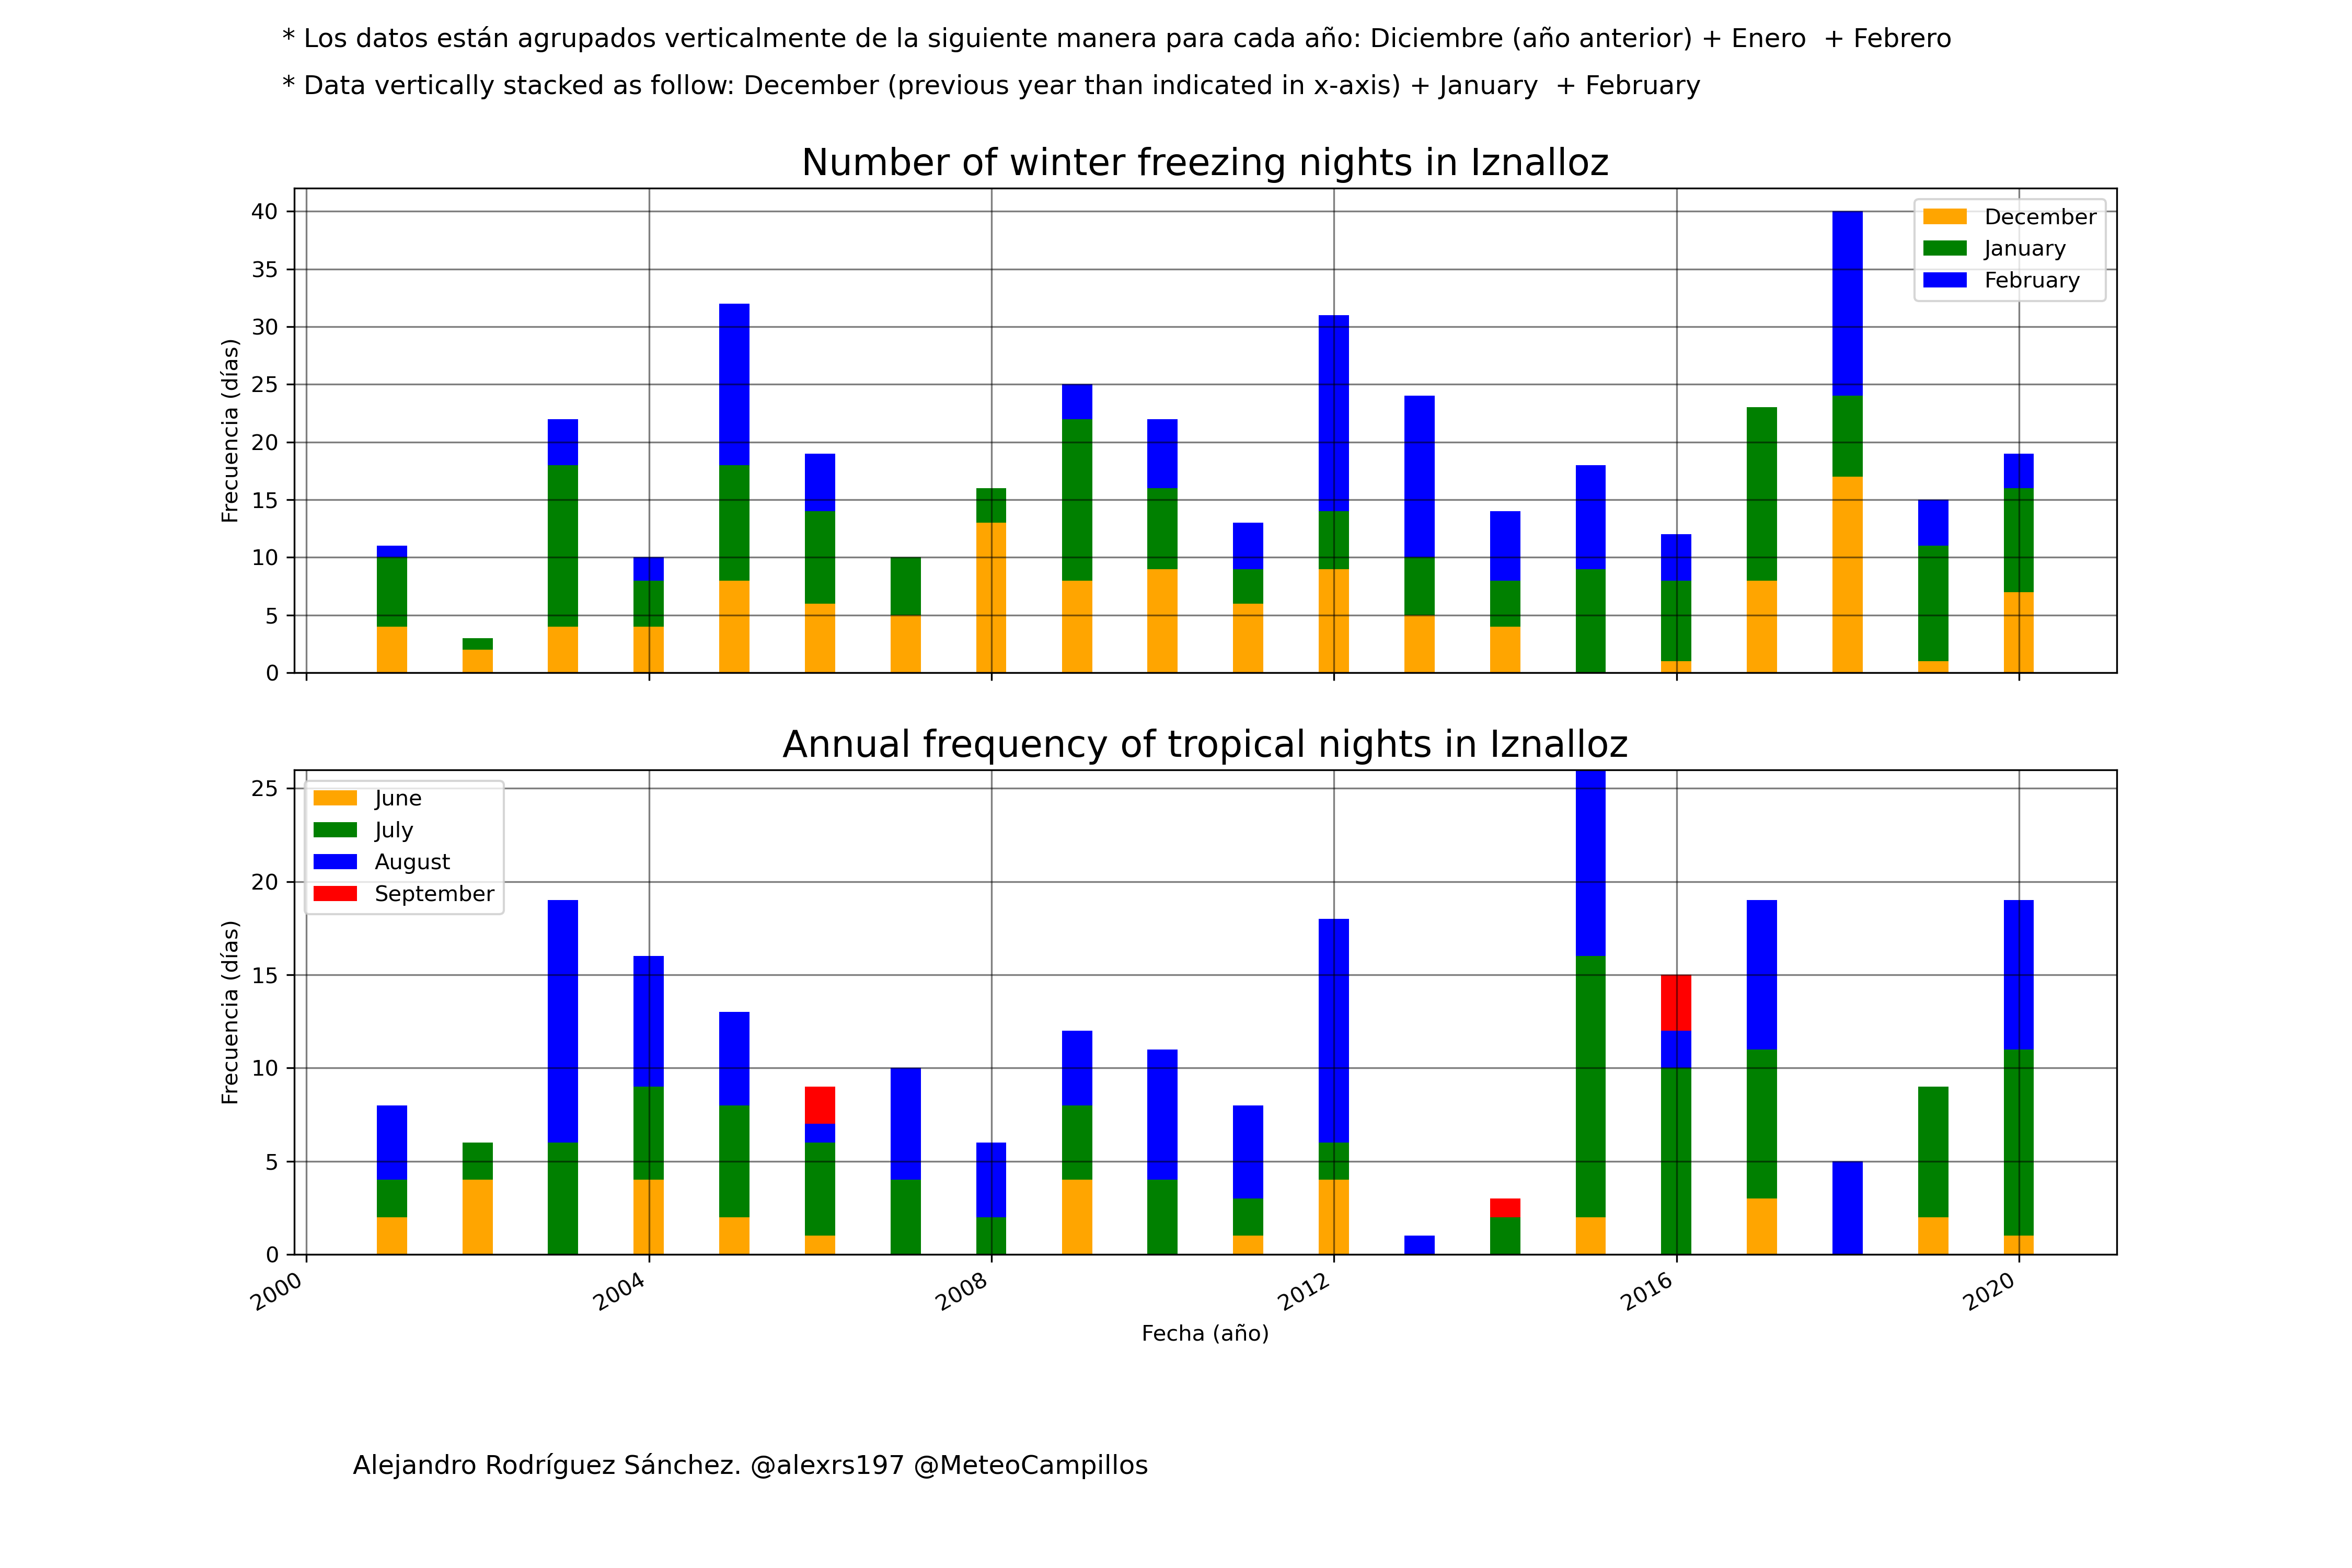 * Los datos están agrupados verticalmente de la siguiente manera para cada año: Diciembre (año anterior) + Enero  + Febrero
* Data vertically stacked as follow: December (previous year than indicated in x-axis) + January  + February
Number of winter freezing nights in Iznalloz
Frecuencia (días)
40
35
30
25
20
15
10
5
0
December
January
February
Annual frequency of tropical nights in Iznalloz
Frecuencia (días)
25
20
15
10
5
0
June
July
August
September
2000
2004
2008
2012
2016
2020
Fecha (año)
Alejandro Rodríguez Sánchez. @alexrs197 @MeteoCampillos